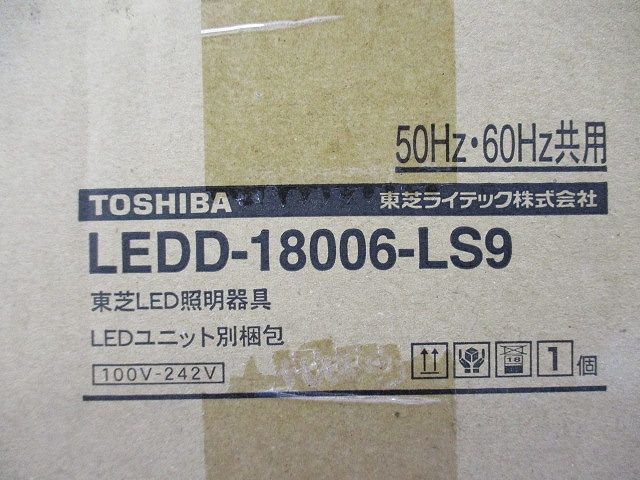 50Hz・60Hz共用
TOSHIBA 東芝ライテック株式会社
LEDD-18006-LS9
東芝LED照明器具
LEDユニット別梱包
100V-242V 18 1個